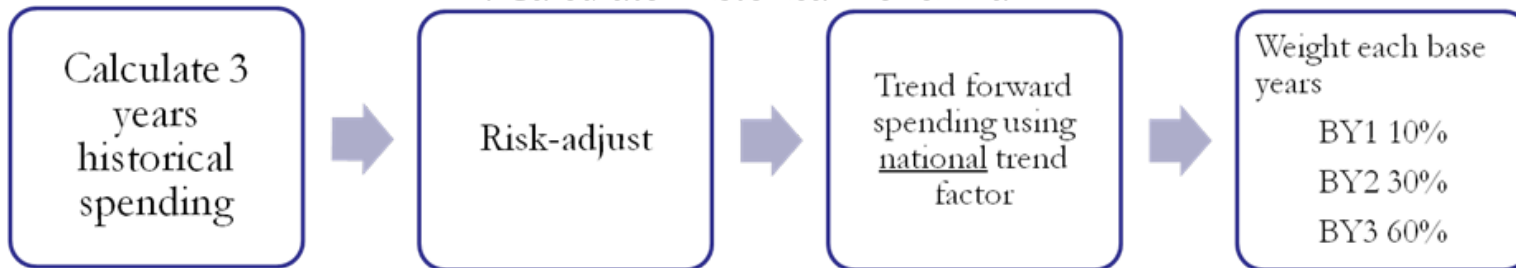 Calculate 3
years
historical
spending
Risk-adjust
Trend forward
spending using
national trend
factor
Weight each base
years
BY1 10%
BY2 30%
BY3 60%